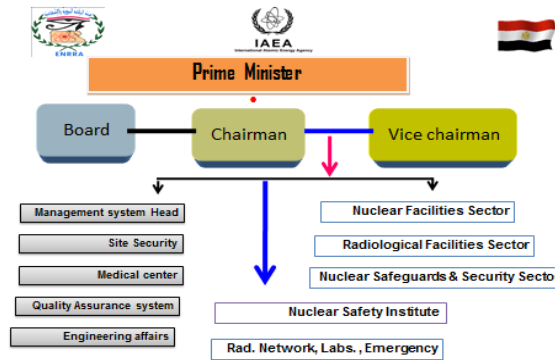 ENRRA
IAEA
International Atomic Energy Agency
Prime Minister
Board
Chairman
Vice chairman
Management system Head
Nuclear Facilities Sector
Site Security
Radiological Facilities Sector
Medical center
Nuclear Safeguards & Security Secto
Quality Assurance system
Nuclear Safety Institute
Engineering affairs
Rad. Network, Labs. , Emergency